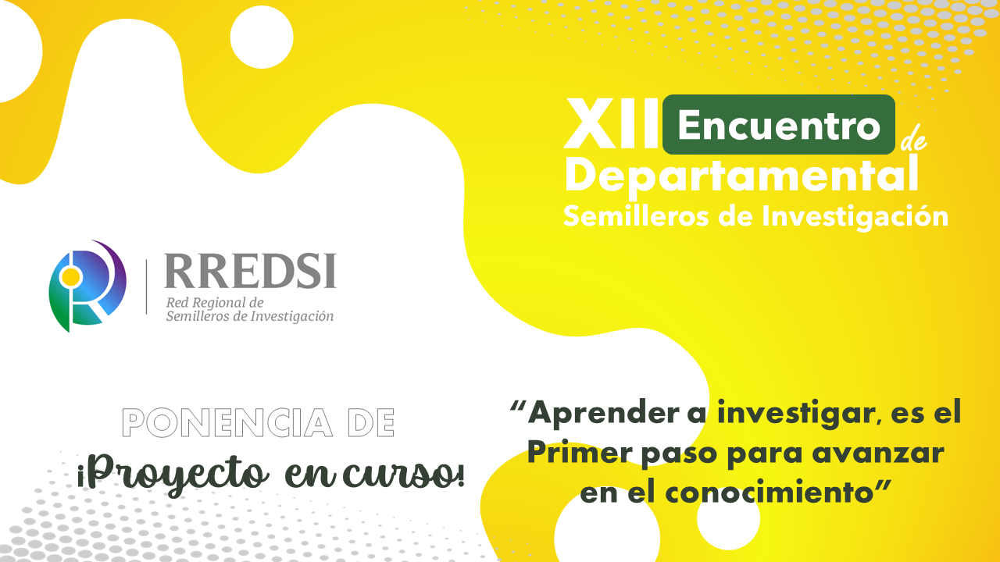 XII Encuentro de
Departamental
Semilleros de Investigación
RREDSI
Red Regional de
Semilleros de Investigación
PONENCIA DE
¡Proyecto en curso!
“Aprender a investigar, es el
Primer paso para avanzar
en el conocimiento”